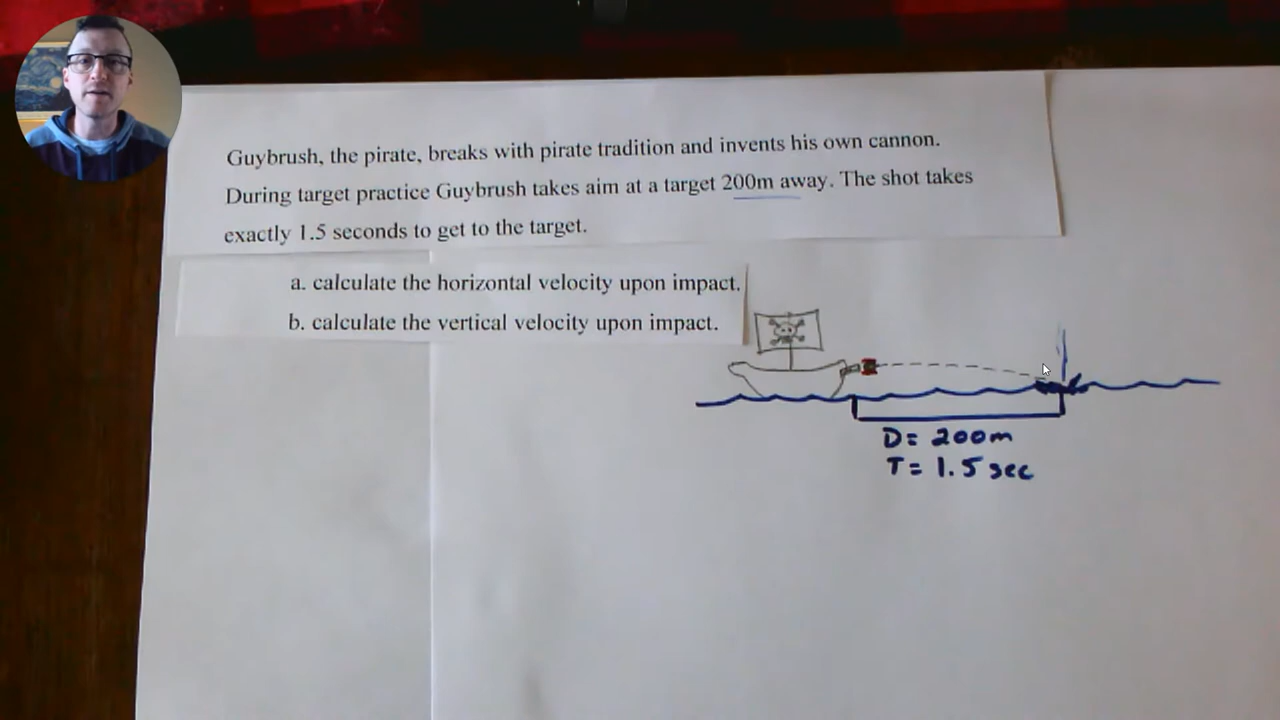 Guybrush, the pirate, breaks with pirate tradition and invents his own cannon.
During target practice Guybrush takes aim at a target 200m away. The shot takes
exactly 1.5 seconds to get to the target.
a. calculate the horizontal velocity upon impact.
b. calculate the vertical velocity upon impact.
D= 200m
T= 1.5 sec